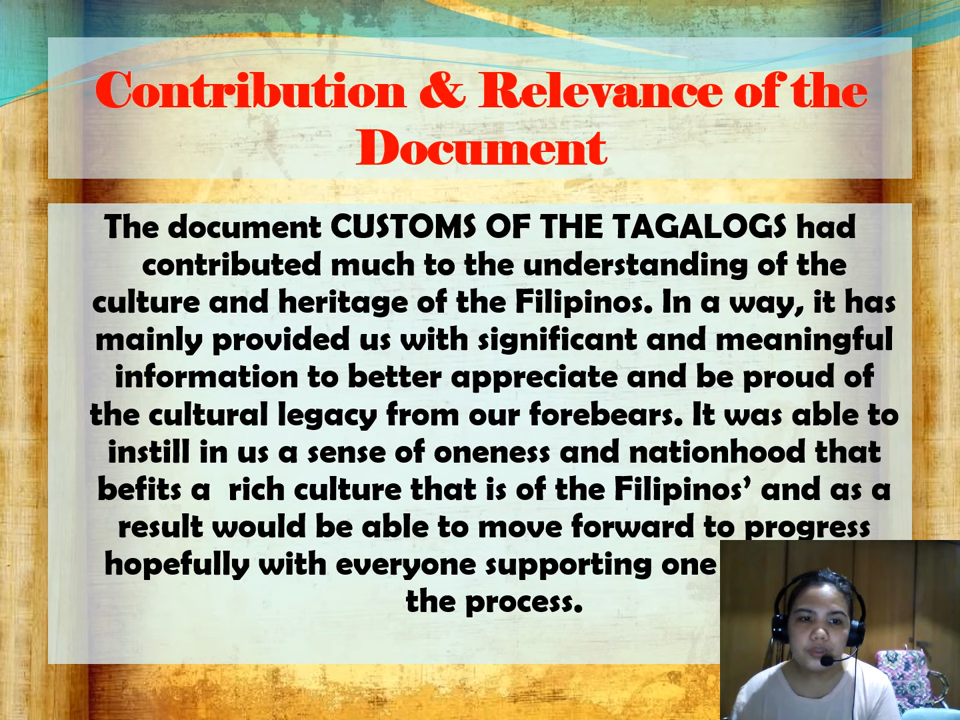 Contribution & Relevance of the
Document
The document CUSTOMS OF THE TAGALOGS had
contributed much to the understanding of the
culture and heritage of the Filipinos. In a way, it has
mainly provided us with significant and meaningful
information to better appreciate and be proud of
the cultural legacy from our forebears. It was able to
instill in us a sense of oneness and nationhood that
befits a  rich culture that is of the Filipinos’ and as a
result would be able to move forward to progress
hopefully with everyone supporting one
the process.